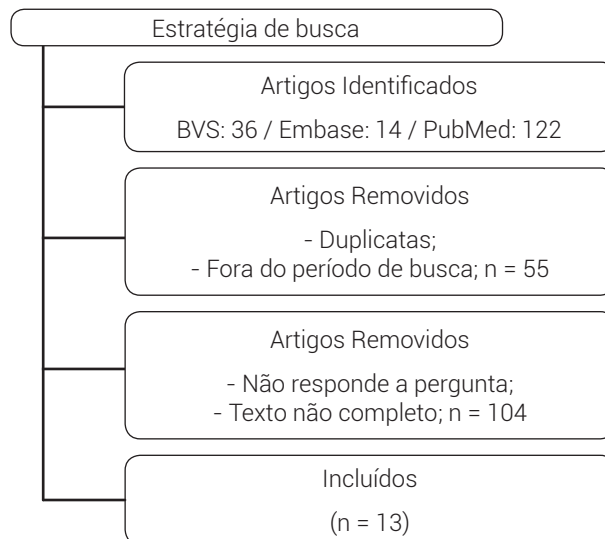 Estratégia de busca
Artigos Identificados
BVS: 36 / Embase: 14 / PubMed: 122
Artigos Removidos
- Duplicatas;
- Fora do período de busca; n = 55
Artigos Removidos
- Não responde a pergunta;
- Texto não completo; n = 104
Incluídos
(n = 13)